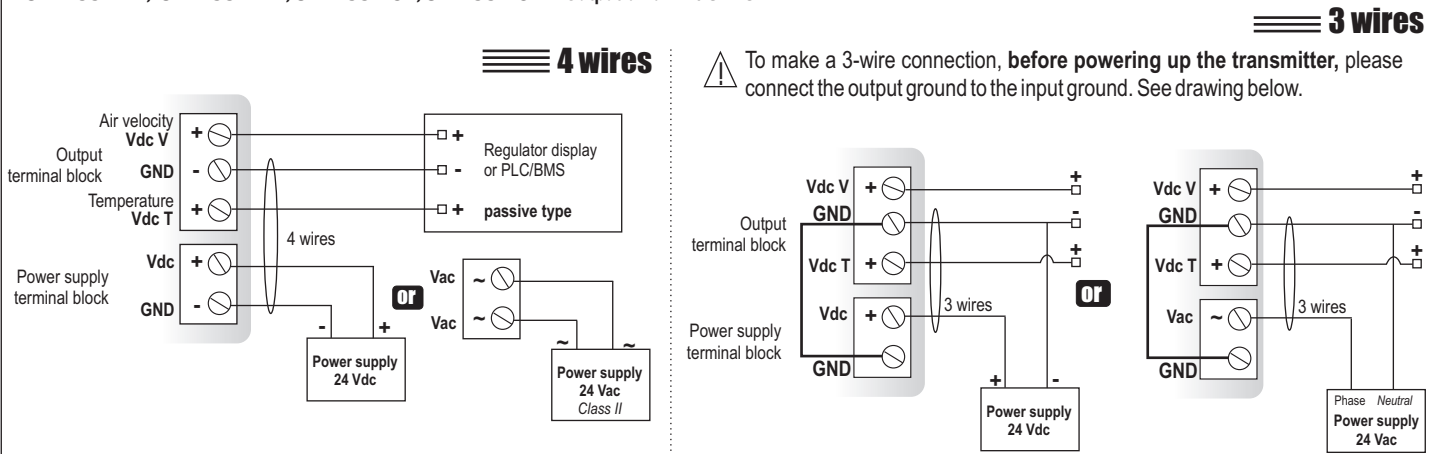 4 wires
Air velocity
Vdc V
Output
terminal block
GND
Temperature
Vdc T
+
-
+
+
-
+
Regulator display
or PLC/BMS
passive type
4 wires
Power supply
terminal block
Vdc
GND
+
-
-
+
Power supply
24 Vdc
or
Vac
Vac
~
~
~
~
Power supply
24 Vac
Class II
3 wires
To make a 3-wire connection, before powering up the transmitter, please
connect the output ground to the input ground. See drawing below.
Vdc V
GND
Output
terminal block
Vdc T
+
+
+
-
+
3 wires
Vdc
+
Power supply
terminal block
GND
+
-
Power supply
24 Vdc
or
Vdc V
GND
Vdc T
+
+
+
-
+
3 wires
Vac
~
GND
Phase Neutral
Power supply
24 Vac